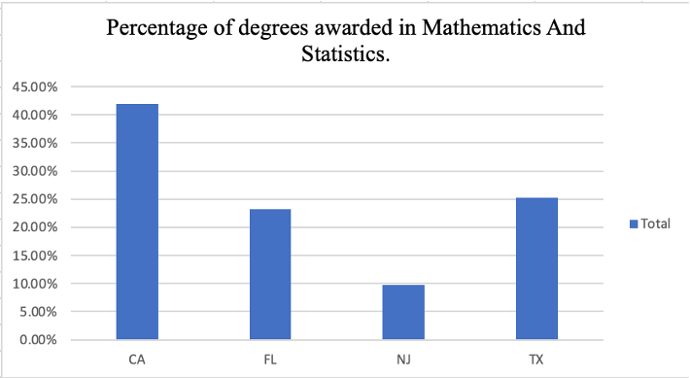 Percentage of degrees awarded in Mathematics And
Statistics.
45.00%
40.00%
35.00%
30.00%
25.00%
20.00%
15.00%
10.00%
5.00%
0.00%
CA FL NJ TX
Total